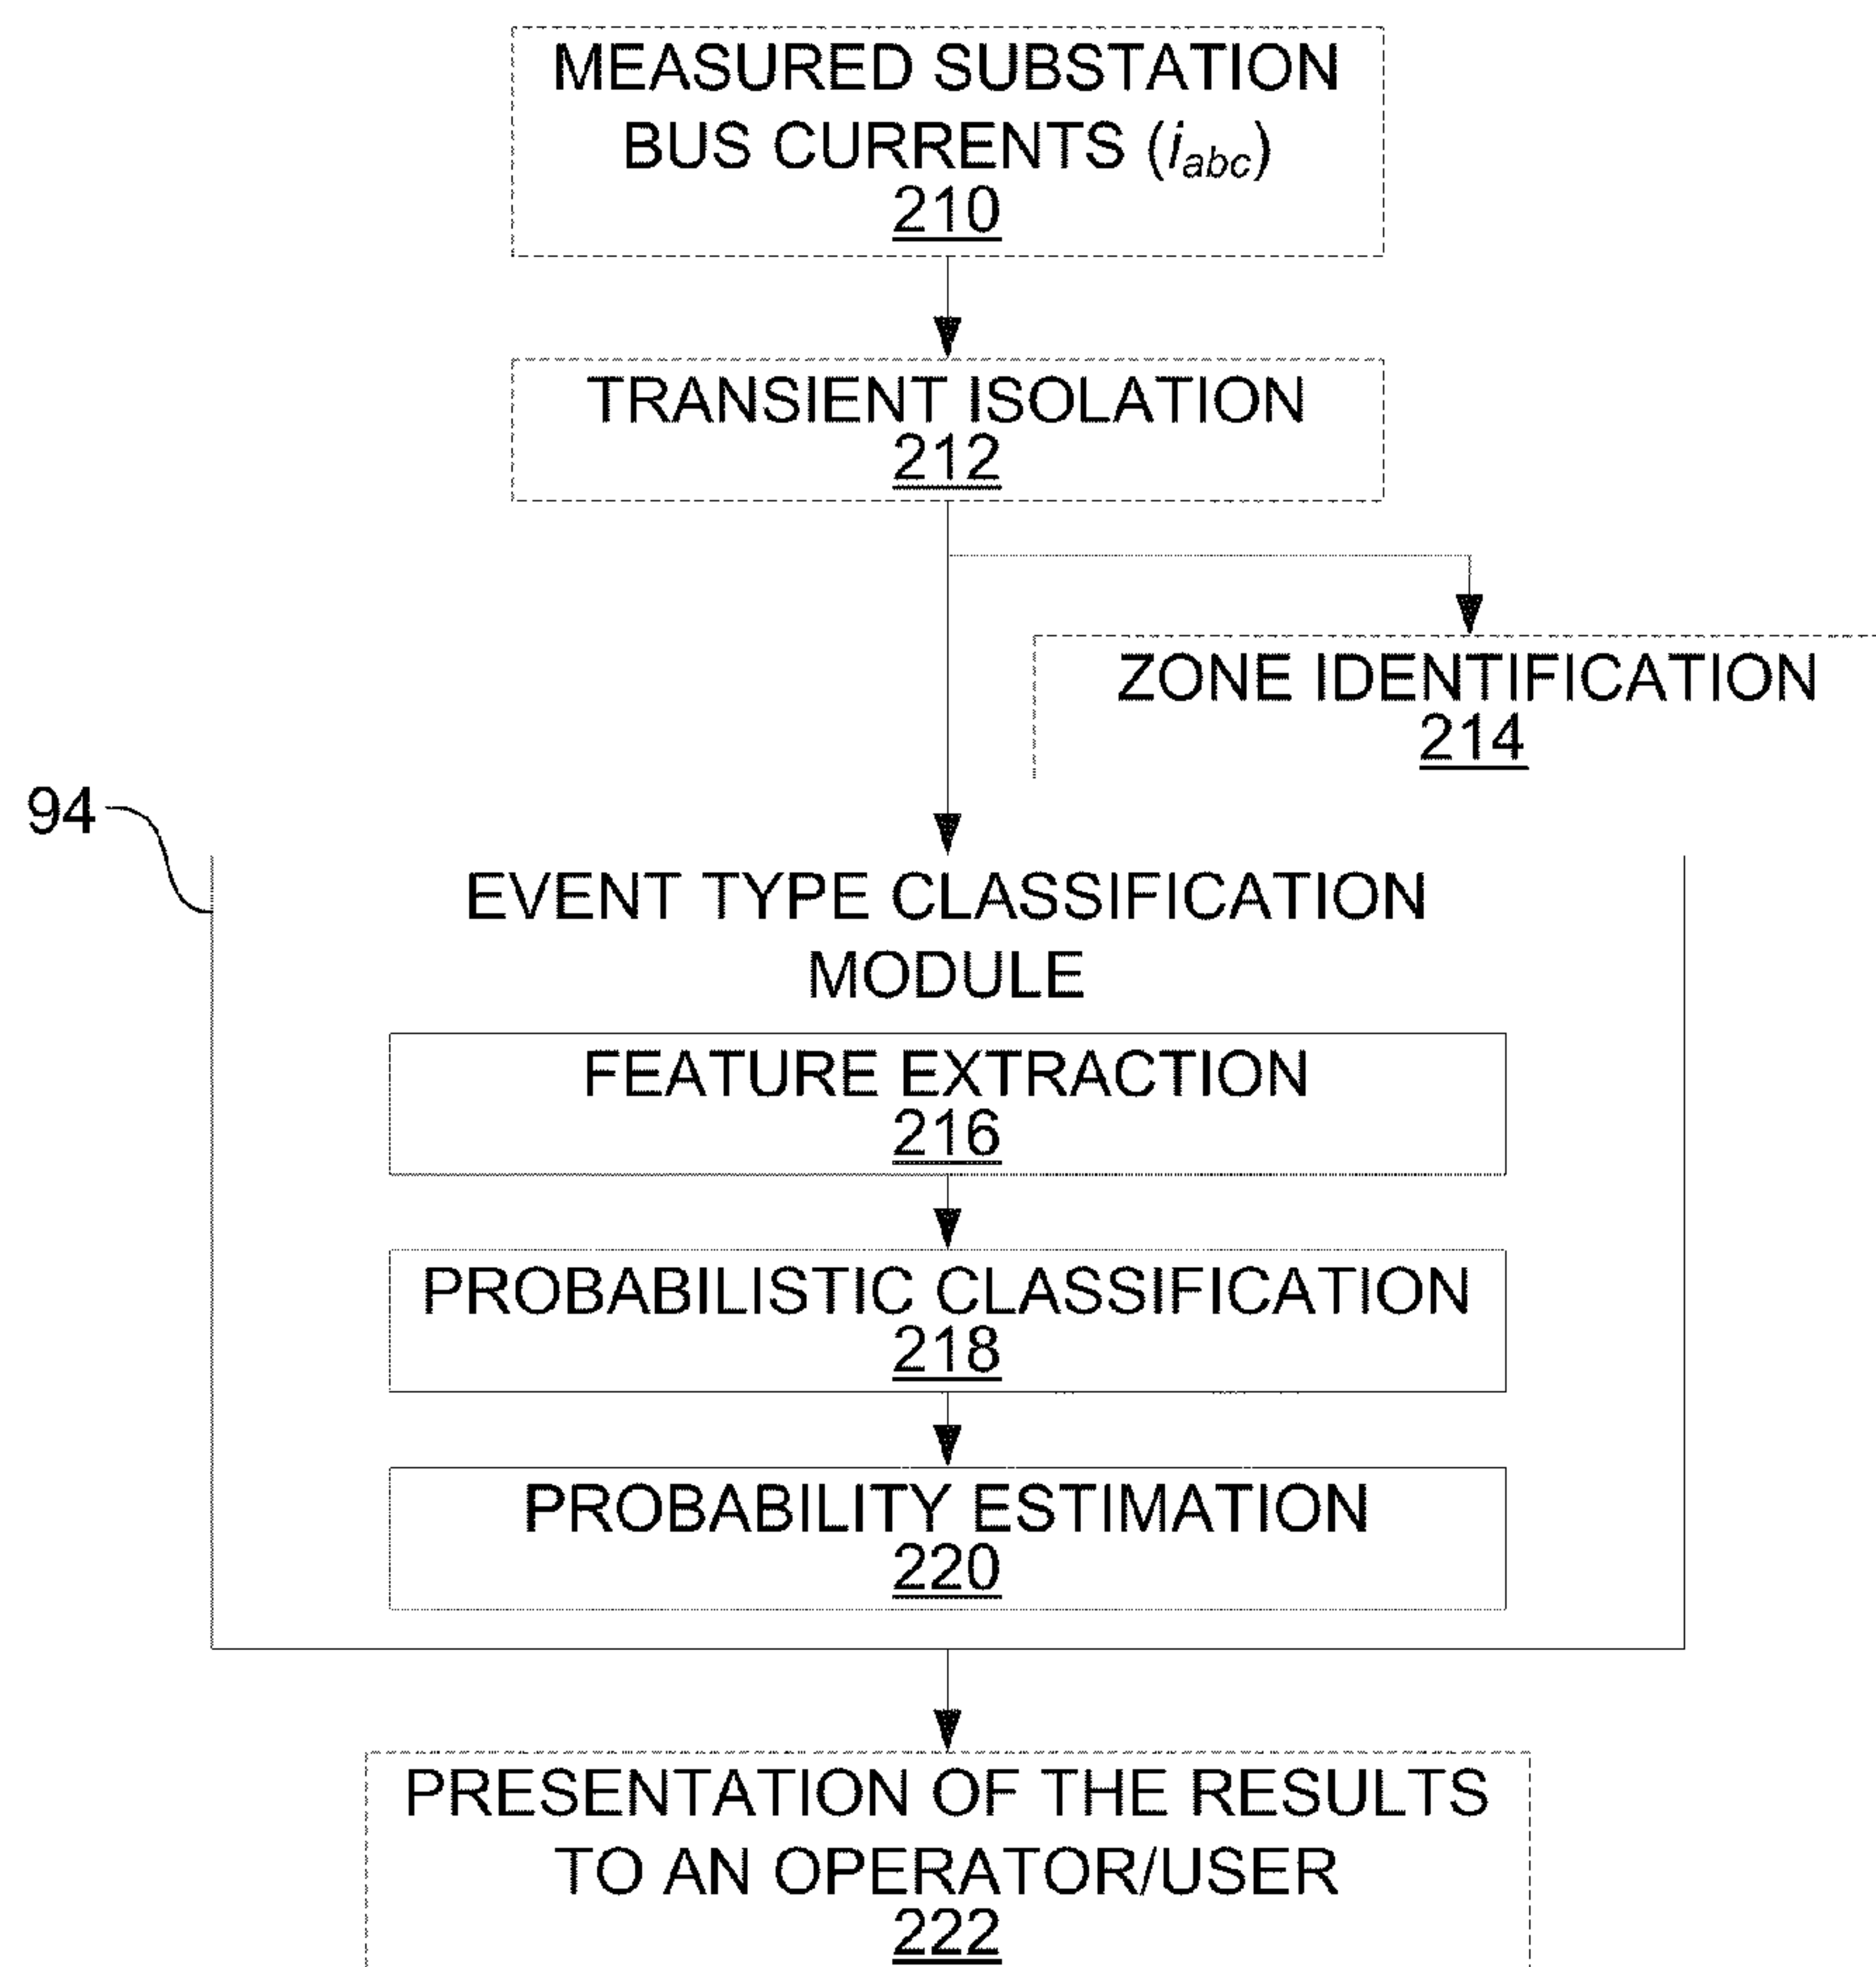 MEASURED SUBSTATION
BUS CURRENTS (iabc)
210
TRANSIENT ISOLATION
212
ZONE IDENTIFICATION
214
94
EVENT TYPE CLASSIFICATION
MODULE
FEATURE EXTRACTION
216
PROBABILISTIC CLASSIFICATION
218
PROBABILITY ESTIMATION
220
PRESENTATION OF THE RESULTS
TO AN OPERATOR/USER
222